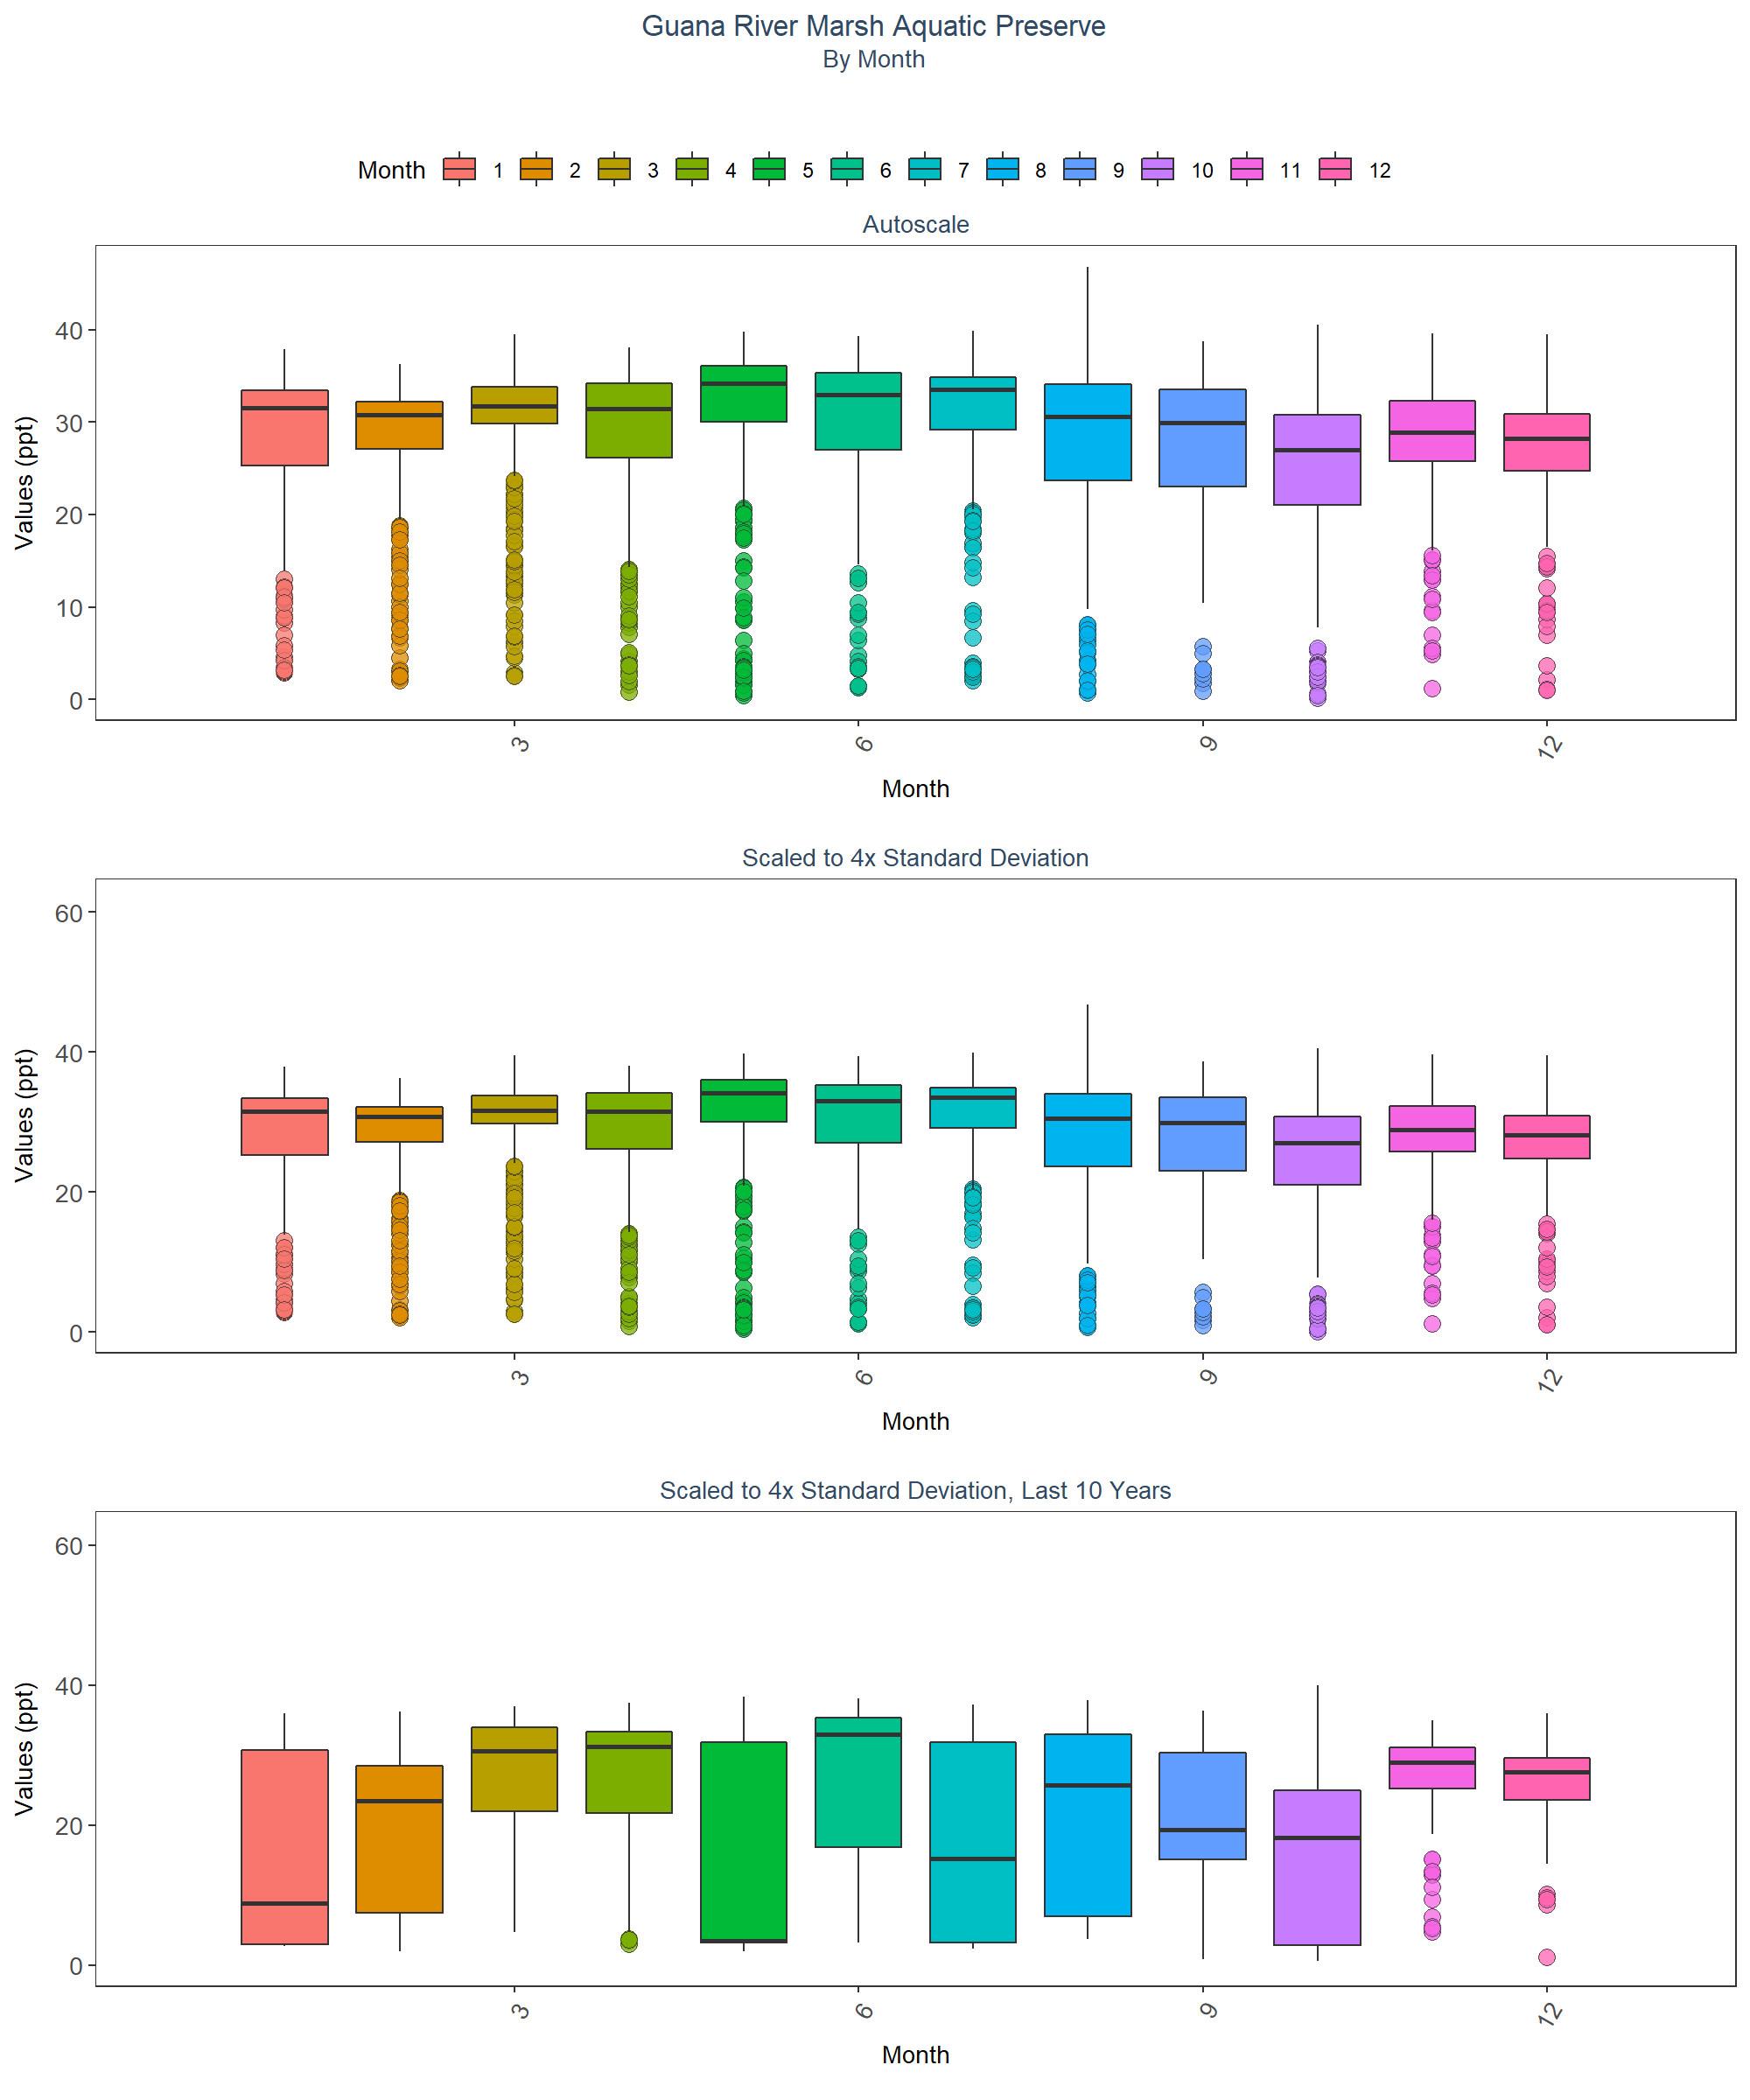 Guana River Marsh Aquatic Preserve
By Month
Month 1 2 3 4 5 6 7 8 9 10 11 12
Autoscale
Values (ppt)
40
30
20
10
0
3 6 9 12
Month
Scaled to 4x Standard Deviation
Values (ppt)
60
40
20
0
3 6 9 12
Month
Scaled to 4x Standard Deviation, Last 10 Years
Values (ppt)
60
40
20
0
3 6 9 12
Month